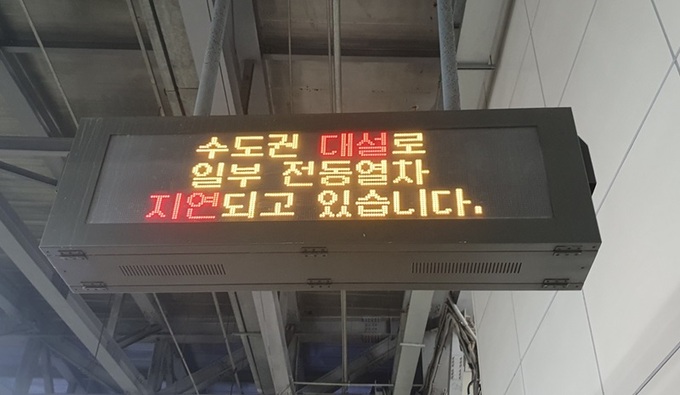 수도권 대설로
일부 전동열차
지연되고 있습니다.